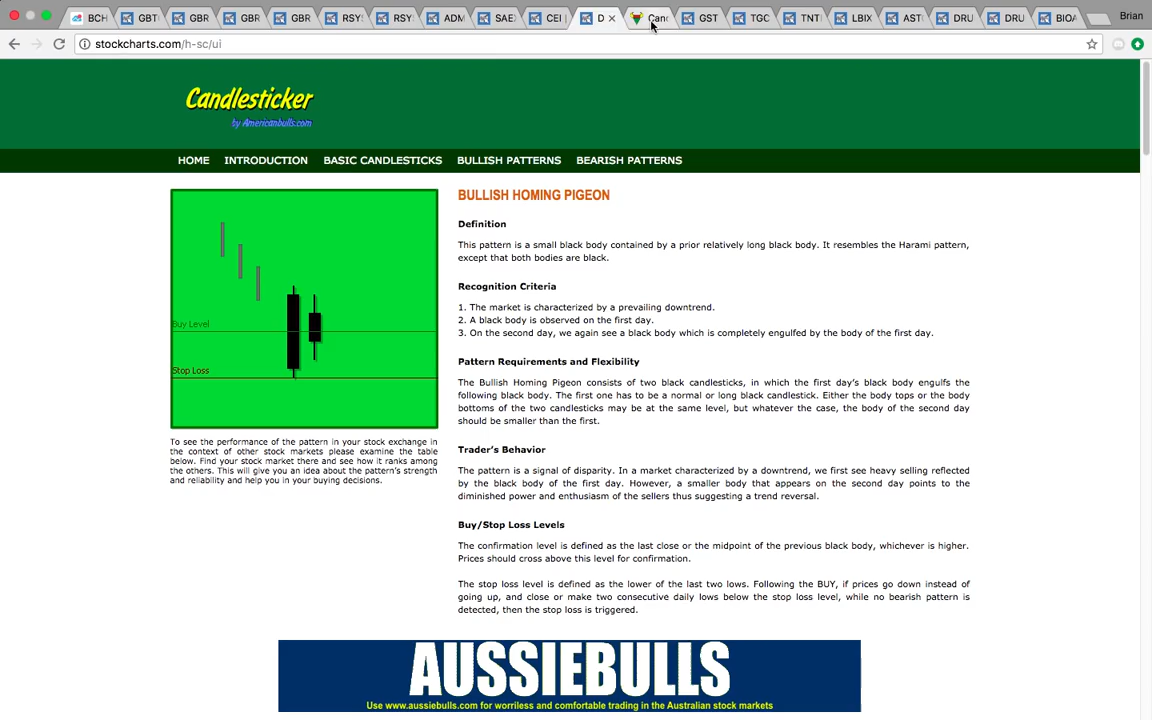 BCH GBT GBR GBR GBR RSY RSY ADM SAE CEI D Can GST TGC TNT LBIX AST DRU DRU BIOA Brian
stockcharts.com/h-sc/ui
Candlesticker
by Americanbulls.com
HOME INTRODUCTION BASIC CANDLESTICKS BULLISH PATTERNS BEARISH PATTERNS
Buy Level
Stop Loss
To see the performance of the pattern in your stock exchange in
the context of other stock markets please examine the table
below. Find your stock market there and see how it ranks among
the others. This will give you an idea about the pattern's strength
and reliability and help you in your buying decisions.
BULLISH HOMING PIGEON
Definition
This pattern is a small black body contained by a prior relatively long black body. It resembles the Harami pattern,
except that both bodies are black.
Recognition Criteria
1. The market is characterized by a prevailing downtrend.
2. A black body is observed on the first day.
3. On the second day, we again see a black body which is completely engulfed by the body of the first day.
Pattern Requirements and Flexibility
The Bullish Homing Pigeon consists of two black candlesticks, in which the first day's black body engulfs the
following black body. The first one has to be a normal or long black candlestick. Either the body tops or the body
bottoms of the two candlesticks may be at the same level, but whatever the case, the body of the second day
should be smaller than the first.
Trader's Behavior
The pattern is a signal of disparity. In a market characterized by a downtrend, we first see heavy selling reflected
by the black body of the first day. However, a smaller body that appears on the second day points to the
diminished power and enthusiasm of the sellers thus suggesting a trend reversal.
Buy/Stop Loss Levels
The confirmation level is defined as the last close or the midpoint of the previous black body, whichever is higher.
Prices should cross above this level for confirmation.
The stop loss level is defined as the lower of the last two lows. Following the BUY, if prices go down instead of
going up, and close or make two consecutive daily lows below the stop loss level, while no bearish pattern is
detected, then the stop loss is triggered.
AUSSIEBULLS
Use www.aussiebulls.com for worriless and comfortable trading in the Australian stock markets